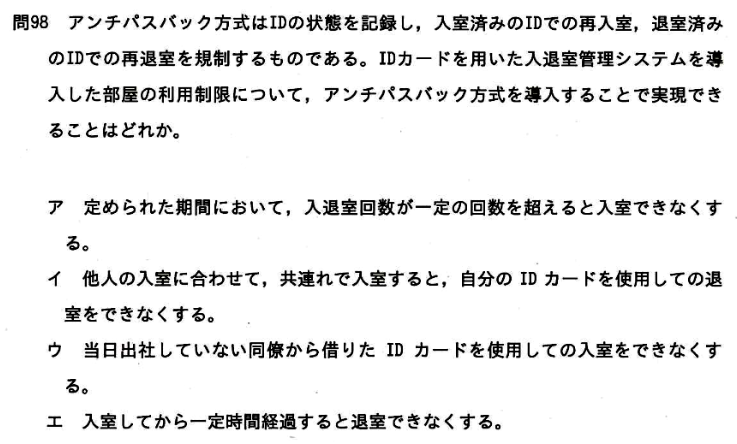 問98 アンチパスバック方式はIDの状態を記録し，入室済みのIDでの再入室，退室済み
のIDでの再退室を規制するものである。IDカードを用いた入退室管理システムを導
入した部屋の利用制限について，アンチパスバック方式を導入することで実現でき
ることはどれか。
ア 定められた期間において，入退室回数が一定の回数を超えると入室できなくす
る。
イ 他人の入室に合わせて，共連れで入室すると，自分の ID カードを使用しての退
室をできなくする。
ウ 当日出社していない同僚から借りた ID カードを使用しての入室をできなくす
る。
エ 入室してから一定時間経過すると退室できなくする。